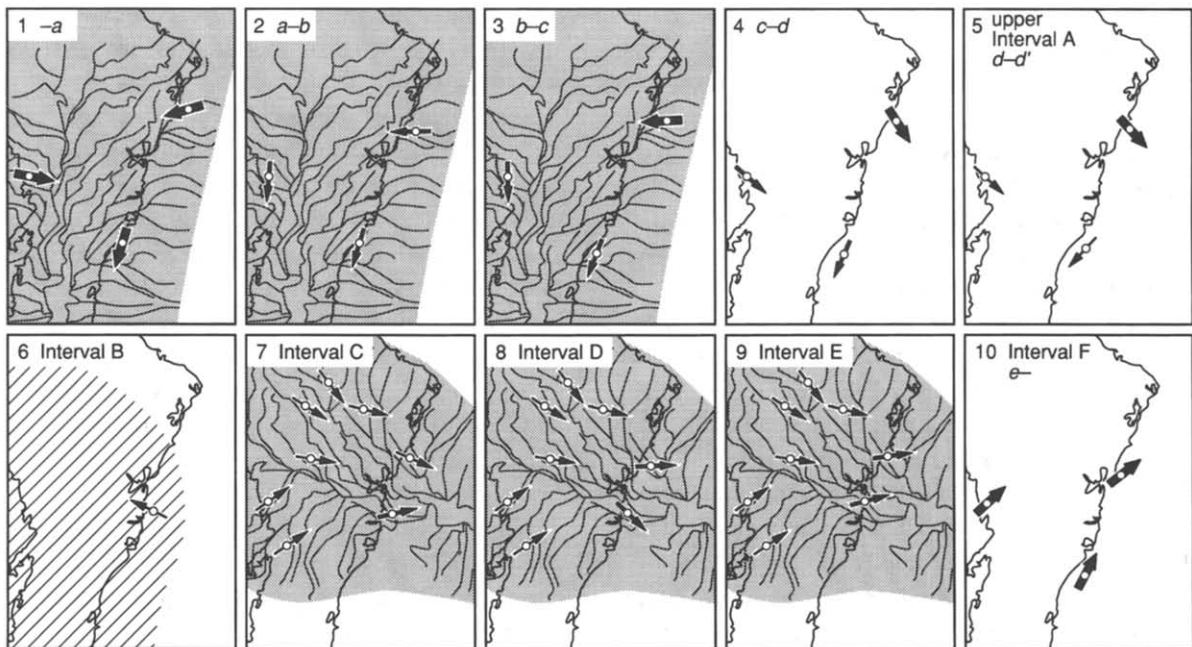 1 –a
2 a–b
3 b–c
4 c–d
5 upper
Interval A
d–d'
6 Interval B
7 Interval C
8 Interval D
9 Interval E
10 Interval F
e–